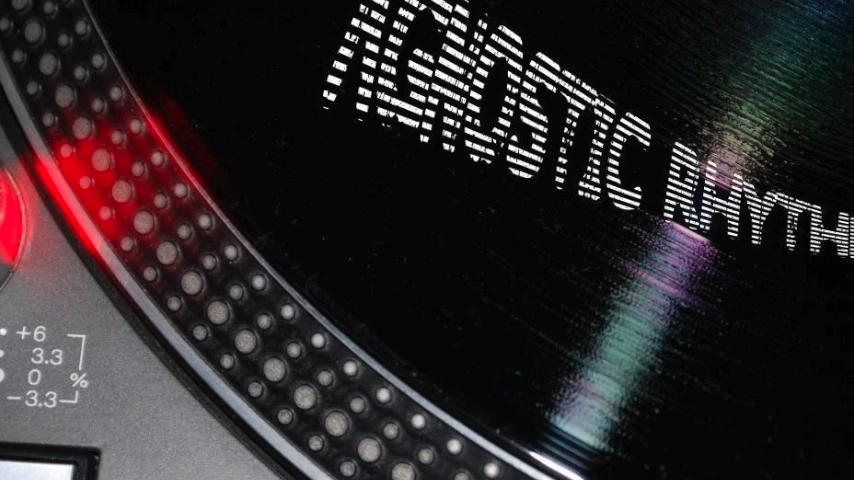 AGNOSTIC RHYTH
+6
3.3
0 %
-3.3